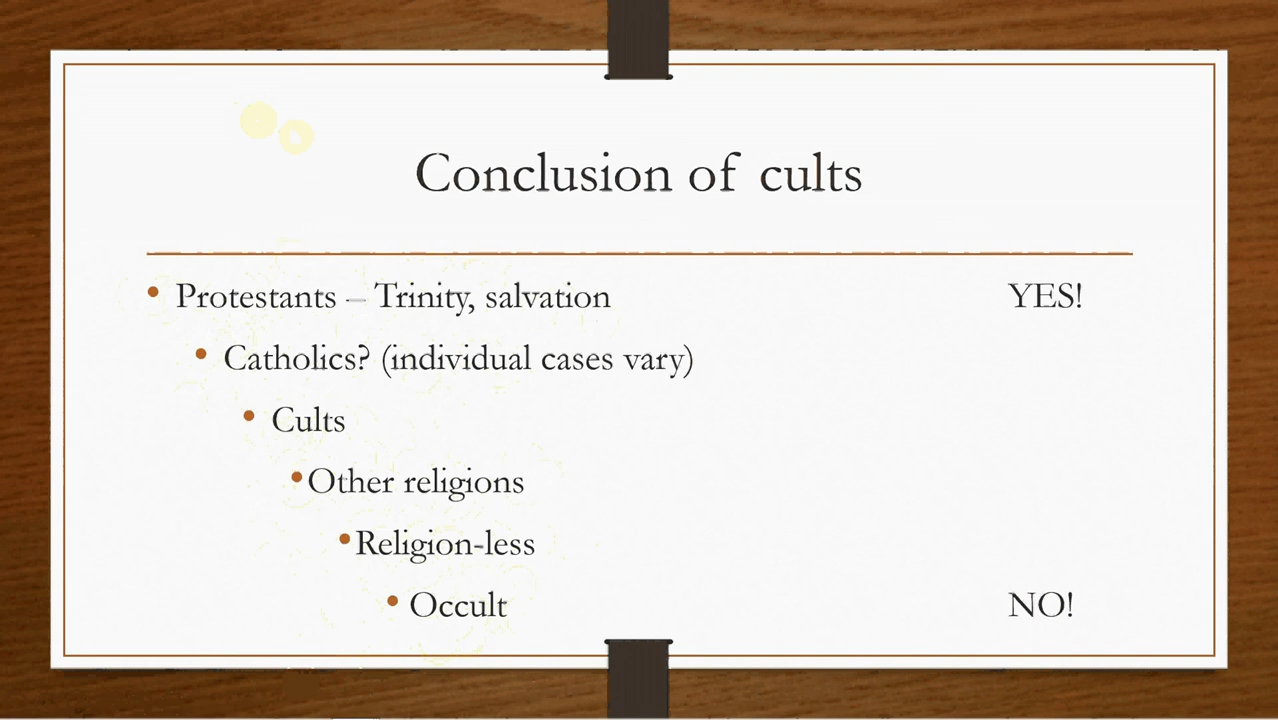 Conclusion of cults
• Protestants – Trinity, salvation YES!
• Catholics? (individual cases vary)
• Cults
• Other religions
• Religion-less
• Occult NO!